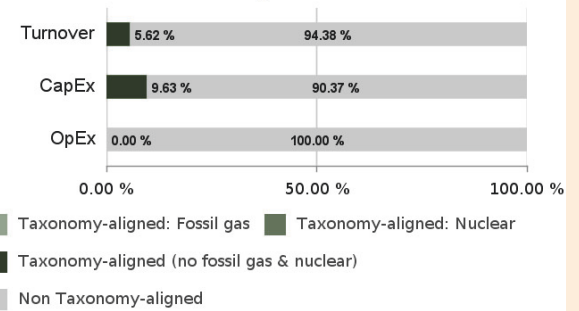 Turnover 5.62 % 94.38 %
CapEx 9.63 % 90.37 %
OpEx 0.00 % 100.00 %
0.00 % 50.00 % 100.00 %
Taxonomy-aligned: Fossil gas Taxonomy-aligned: Nuclear
Taxonomy-aligned (no fossil gas & nuclear)
Non Taxonomy-aligned